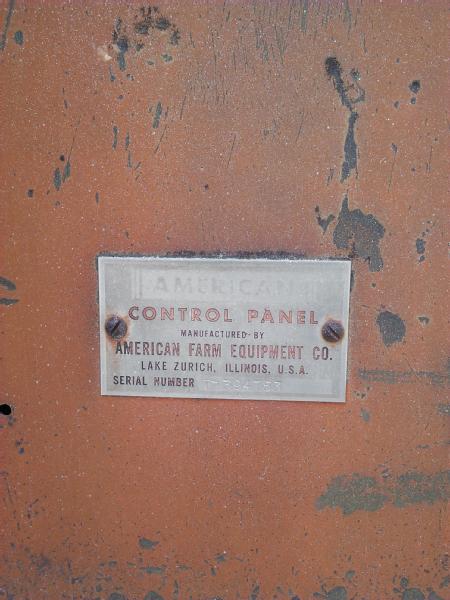 AMERICAN
CONTROL PANEL
MANUFACTURED BY
AMERICAN FARM EQUIPMENT CO.
LAKE ZURICH, ILLINOIS, U.S.A.
SERIAL NUMBER